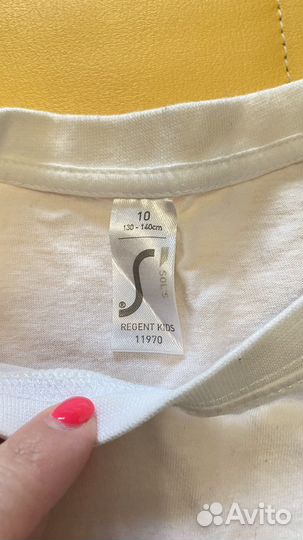 10
130 - 140cm
SOL'S
®
REGENT KIDS
11970
Avito